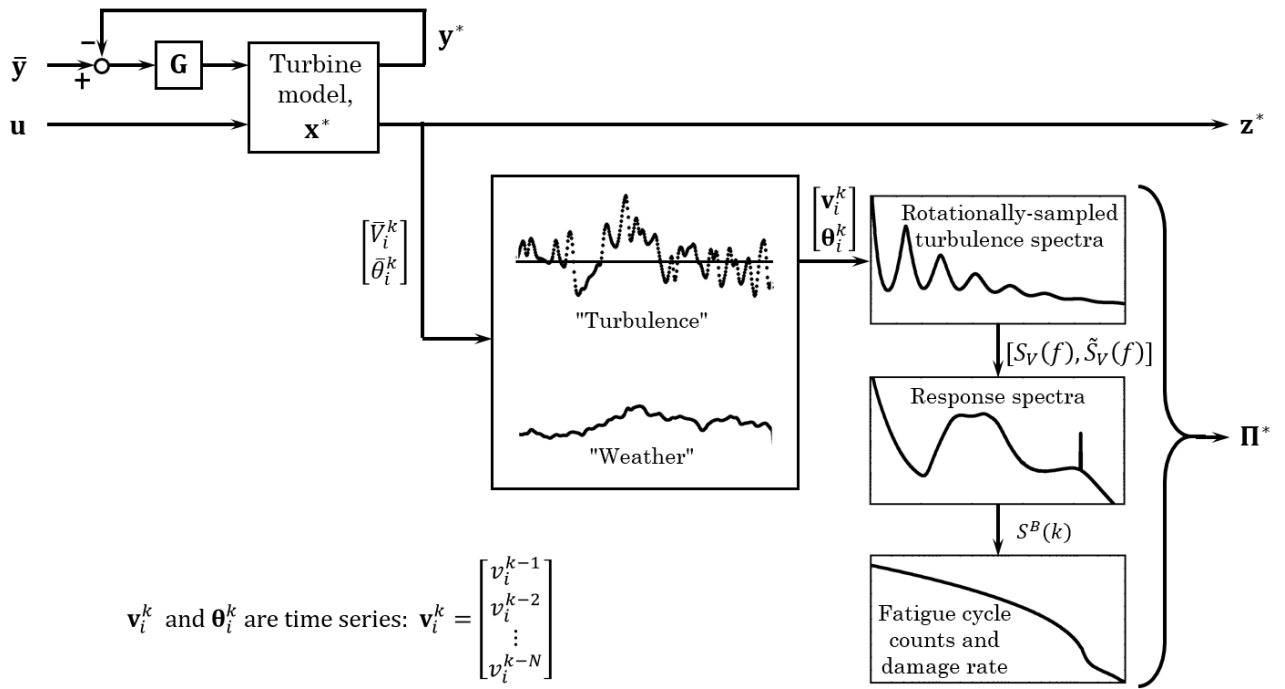 y*
−
ȳ
+
G
Turbine
model,
x*
u
z*
[V̄ᵢᵏ
θ̄ᵢᵏ]
[vᵢᵏ
θᵢᵏ]
"Turbulence"
"Weather"
Rotationally-sampled
turbulence spectra
[S_V(f), S̃_V(f)]
Response spectra
Π*
S^B(k)
Fatigue cycle
counts and
damage rate
vᵢᵏ and θᵢᵏ are time series: vᵢᵏ =
[vᵢᵏ⁻¹
vᵢᵏ⁻²
⋮
vᵢᵏ⁻ᴺ]